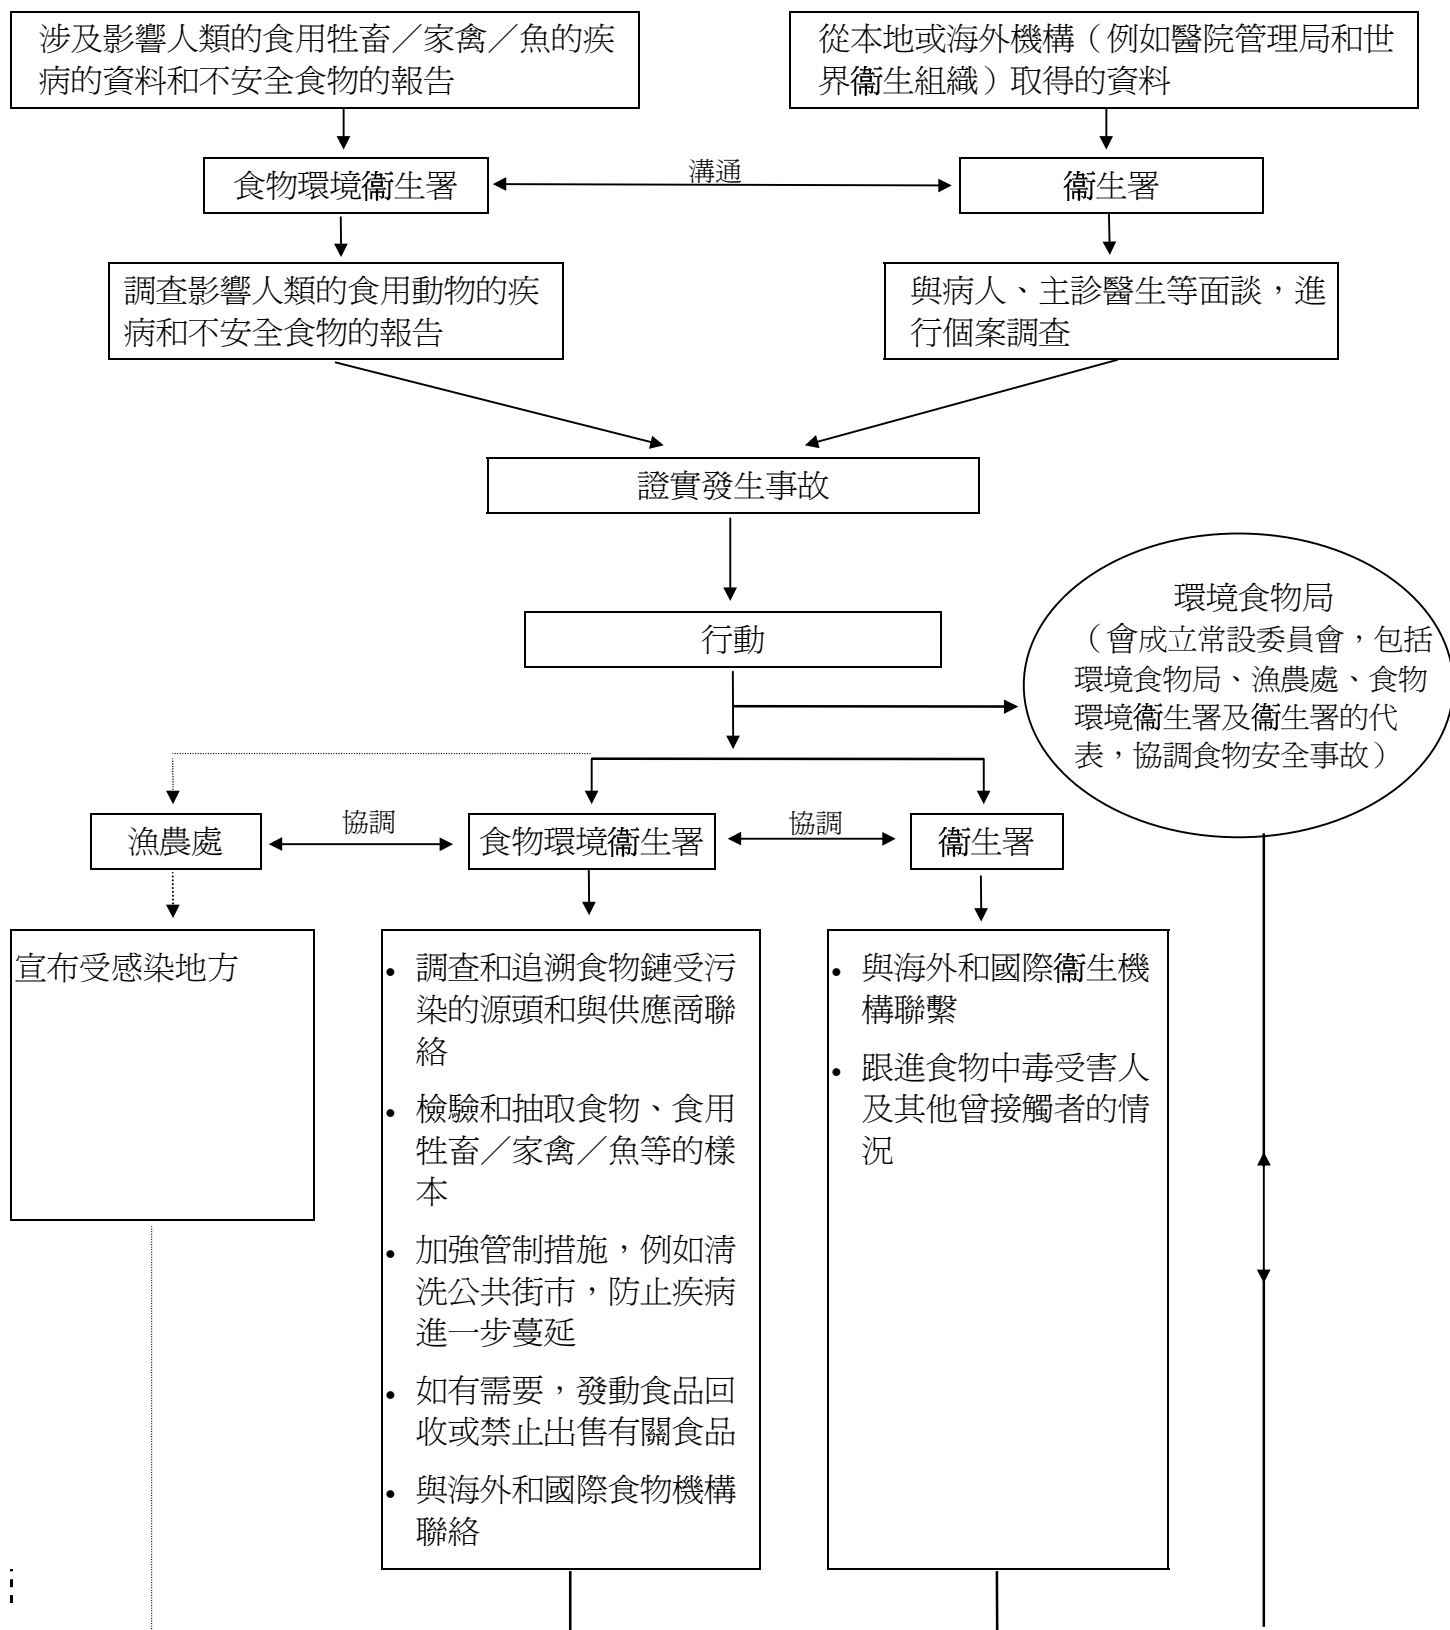 涉及影響人類的食用牲畜／家禽／魚的疾
病的資料和不安全食物的報告
從本地或海外機構（例如醫院管理局和世
界衞生組織）取得的資料
食物環境衞生署
溝通
衞生署
調查影響人類的食用動物的疾
病和不安全食物的報告
與病人、主診醫生等面談，進
行個案調查
證實發生事故
行動
環境食物局
（會成立常設委員會，包括
環境食物局、漁農處、食物
環境衞生署及衞生署的代
表，協調食物安全事故）
漁農處
協調
食物環境衞生署
協調
衞生署
宣布受感染地方
• 調查和追溯食物鏈受污
染的源頭和與供應商聯
絡
• 檢驗和抽取食物、食用
牲畜／家禽／魚等的樣
本
• 加強管制措施，例如清
洗公共街市，防止疾病
進一步蔓延
• 如有需要，發動食品回
收或禁止出售有關食品
• 與海外和國際食物機構
聯絡
• 與海外和國際衞生機
構聯繫
• 跟進食物中毒受害人
及其他曾接觸者的情
況